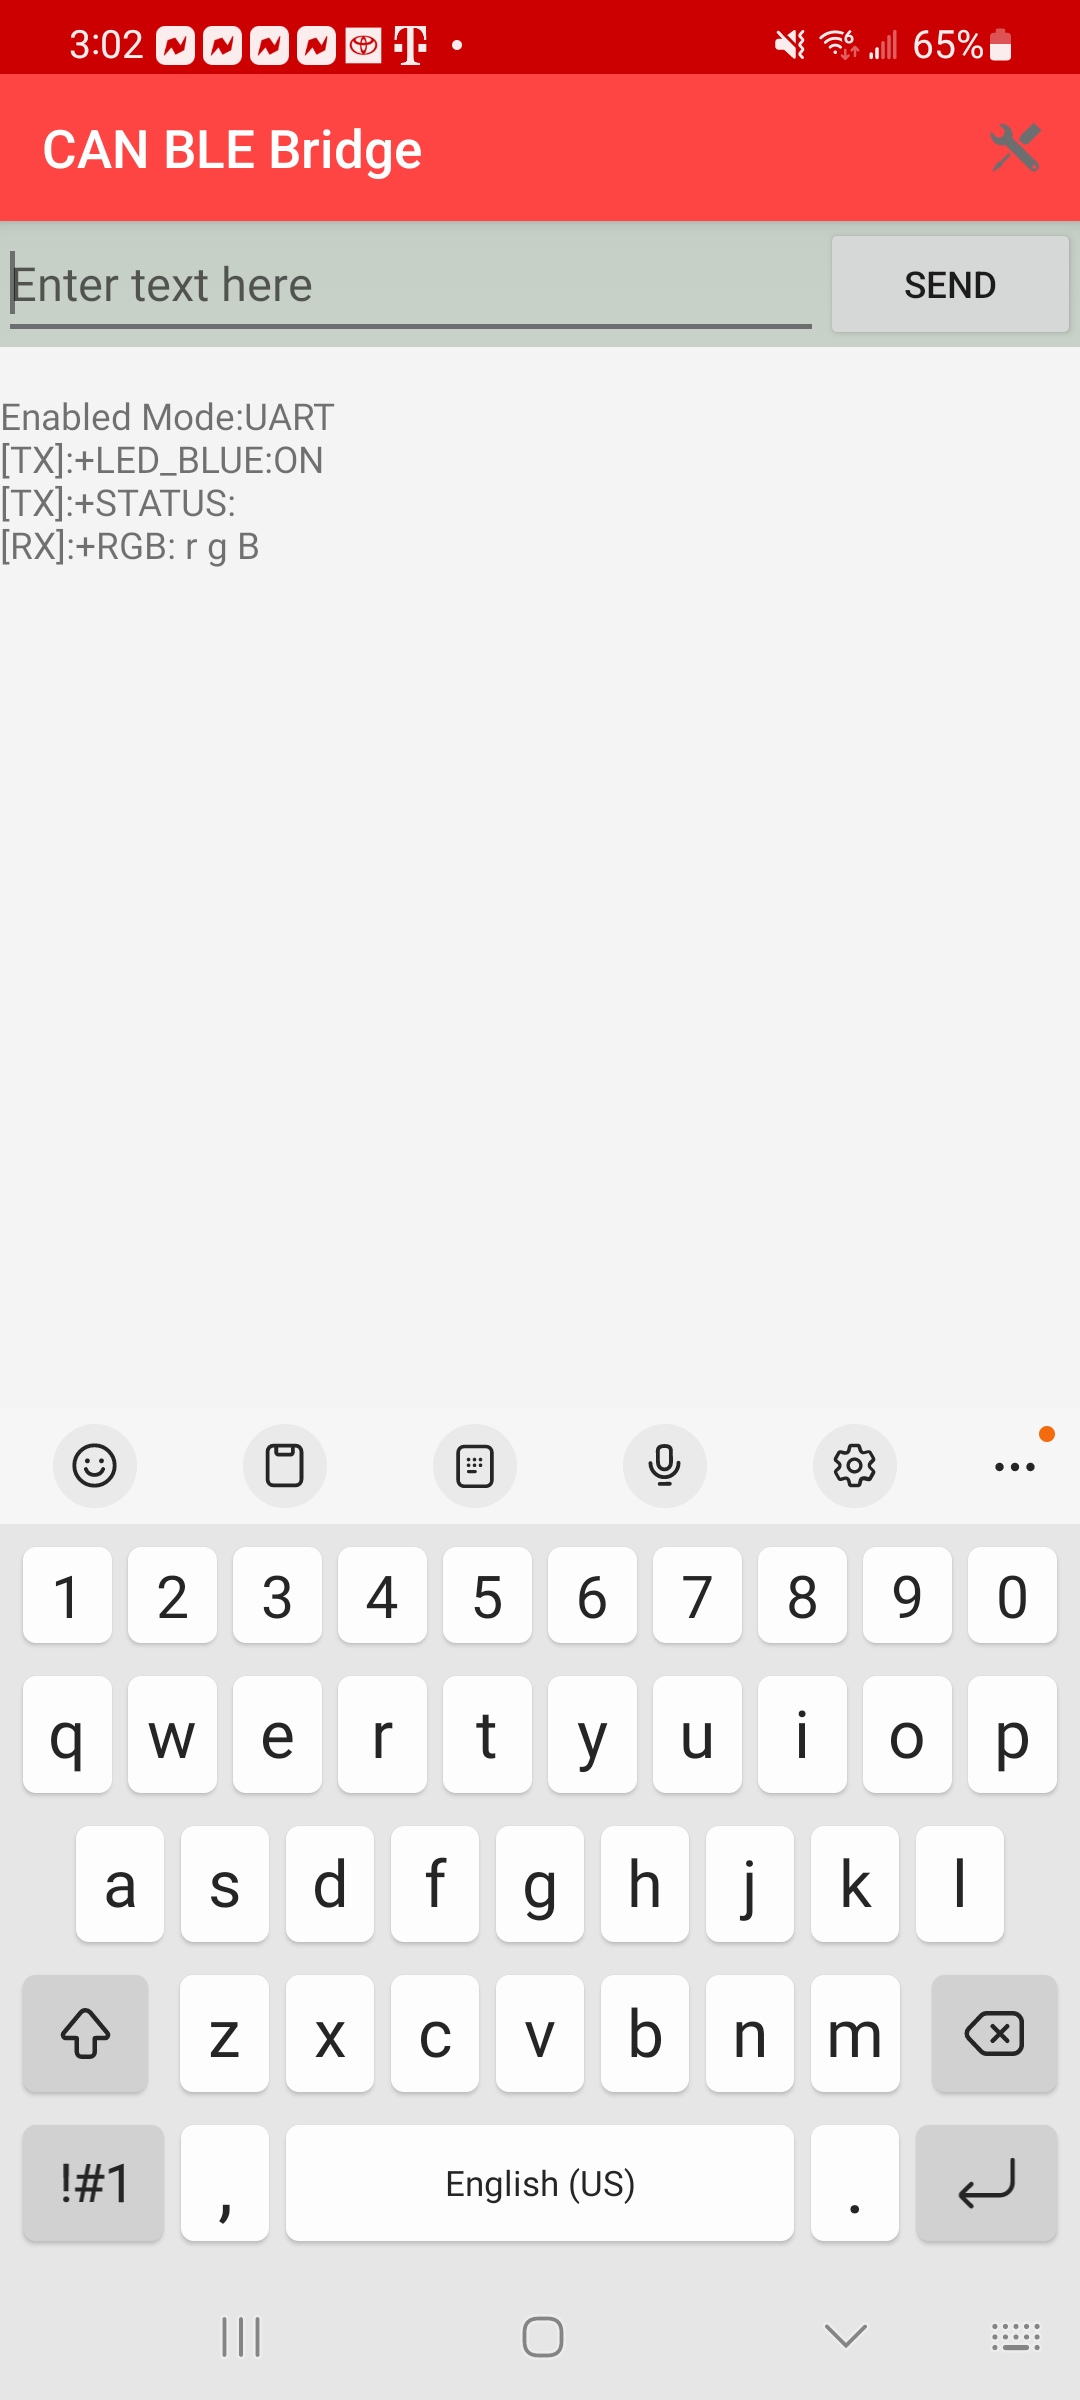 3:02 65%
CAN BLE Bridge
Enter text here SEND
Enabled Mode:UART
[TX]:+LED_BLUE:ON
[TX]:+STATUS:
[RX]:+RGB: r g B
1 2 3 4 5 6 7 8 9 0
q w e r t y u i o p
a s d f g h j k l
z x c v b n m
!#1 , English (US) .